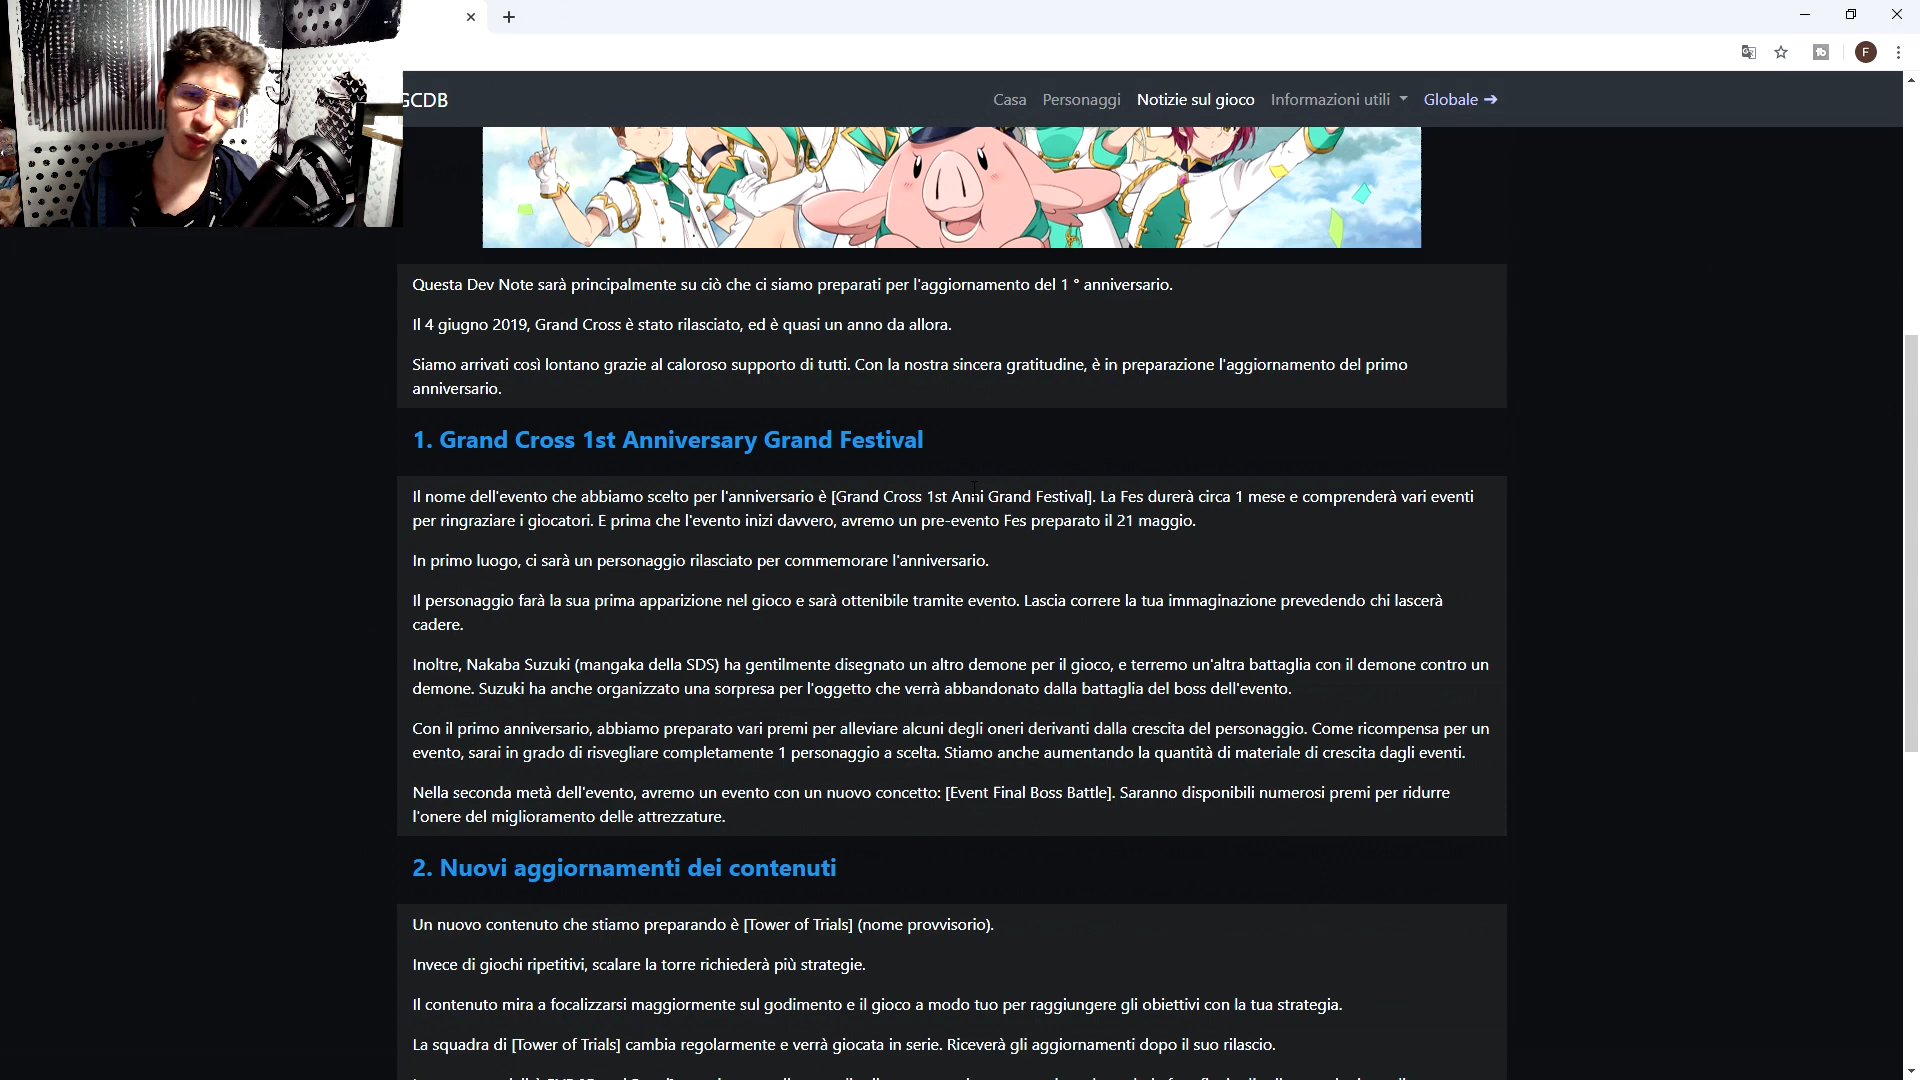 GCDB
Casa Personaggi Notizie sul gioco Informazioni utili Globale ➔
F
Questa Dev Note sarà principalmente su ciò che ci siamo preparati per l'aggiornamento del 1 ° anniversario.
Il 4 giugno 2019, Grand Cross è stato rilasciato, ed è quasi un anno da allora.
Siamo arrivati così lontano grazie al caloroso supporto di tutti. Con la nostra sincera gratitudine, è in preparazione l'aggiornamento del primo
anniversario.
1. Grand Cross 1st Anniversary Grand Festival
Il nome dell'evento che abbiamo scelto per l'anniversario è [Grand Cross 1st Anni Grand Festival]. La Fes durerà circa 1 mese e comprenderà vari eventi
per ringraziare i giocatori. E prima che l'evento inizi davvero, avremo un pre-evento Fes preparato il 21 maggio.
In primo luogo, ci sarà un personaggio rilasciato per commemorare l'anniversario.
Il personaggio farà la sua prima apparizione nel gioco e sarà ottenibile tramite evento. Lascia correre la tua immaginazione prevedendo chi lascerà
cadere.
Inoltre, Nakaba Suzuki (mangaka della SDS) ha gentilmente disegnato un altro demone per il gioco, e terremo un'altra battaglia con il demone contro un
demone. Suzuki ha anche organizzato una sorpresa per l'oggetto che verrà abbandonato dalla battaglia del boss dell'evento.
Con il primo anniversario, abbiamo preparato vari premi per alleviare alcuni degli oneri derivanti dalla crescita del personaggio. Come ricompensa per un
evento, sarai in grado di risvegliare completamente 1 personaggio a scelta. Stiamo anche aumentando la quantità di materiale di crescita dagli eventi.
Nella seconda metà dell'evento, avremo un evento con un nuovo concetto: [Event Final Boss Battle]. Saranno disponibili numerosi premi per ridurre
l'onere del miglioramento delle attrezzature.
2. Nuovi aggiornamenti dei contenuti
Un nuovo contenuto che stiamo preparando è [Tower of Trials] (nome provvisorio).
Invece di giochi ripetitivi, scalare la torre richiederà più strategie.
Il contenuto mira a focalizzarsi maggiormente sul godimento e il gioco a modo tuo per raggiungere gli obiettivi con la tua strategia.
La squadra di [Tower of Trials] cambia regolarmente e verrà giocata in serie. Riceverà gli aggiornamenti dopo il suo rilascio.